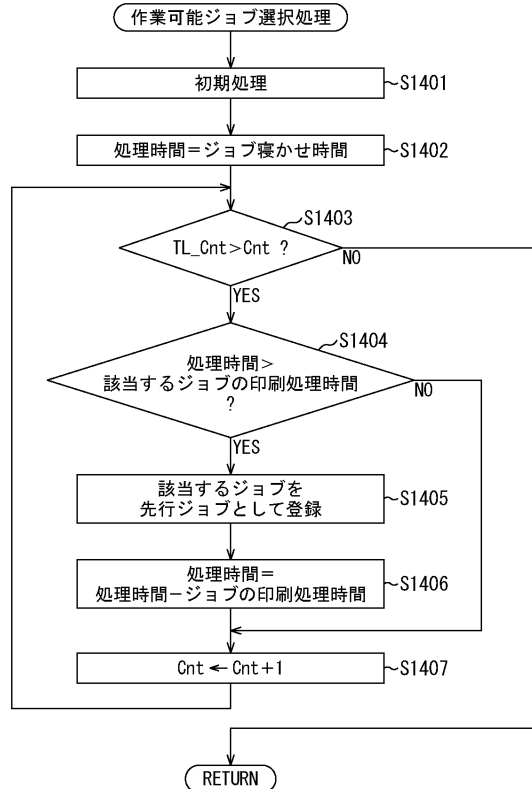 作業可能ジョブ選択処理
初期処理
~S1401
処理時間=ジョブ寝かせ時間
~S1402
S1403
TL_Cnt>Cnt ?
NO
YES
S1404
処理時間>
該当するジョブの印刷処理時間
?
NO
YES
該当するジョブを
先行ジョブとして登録
~S1405
処理時間=
処理時間-ジョブの印刷処理時間
~S1406
Cnt ← Cnt+1
~S1407
RETURN